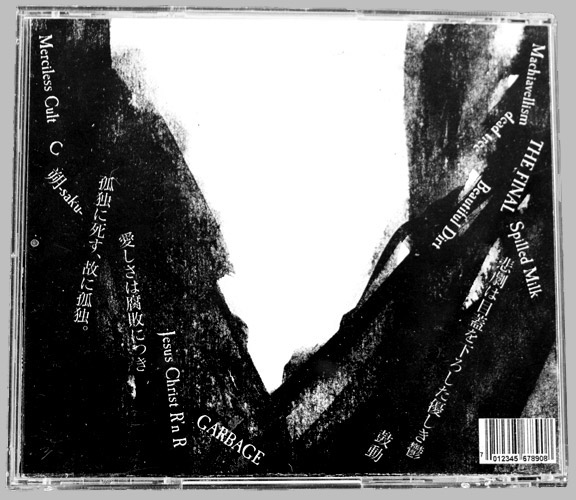 Merciless Cult
C
朔-saku-
孤独に死す、故に孤独。
愛しさは腐敗につき
Jesus Christ R'n R
GARBAGE
Machiavellism
dead tree
THE FINAL
Beautiful Dirt
Spilled Milk
悲劇は目蓋を下ろした優しき鬱
鼓動
7 012345 678908